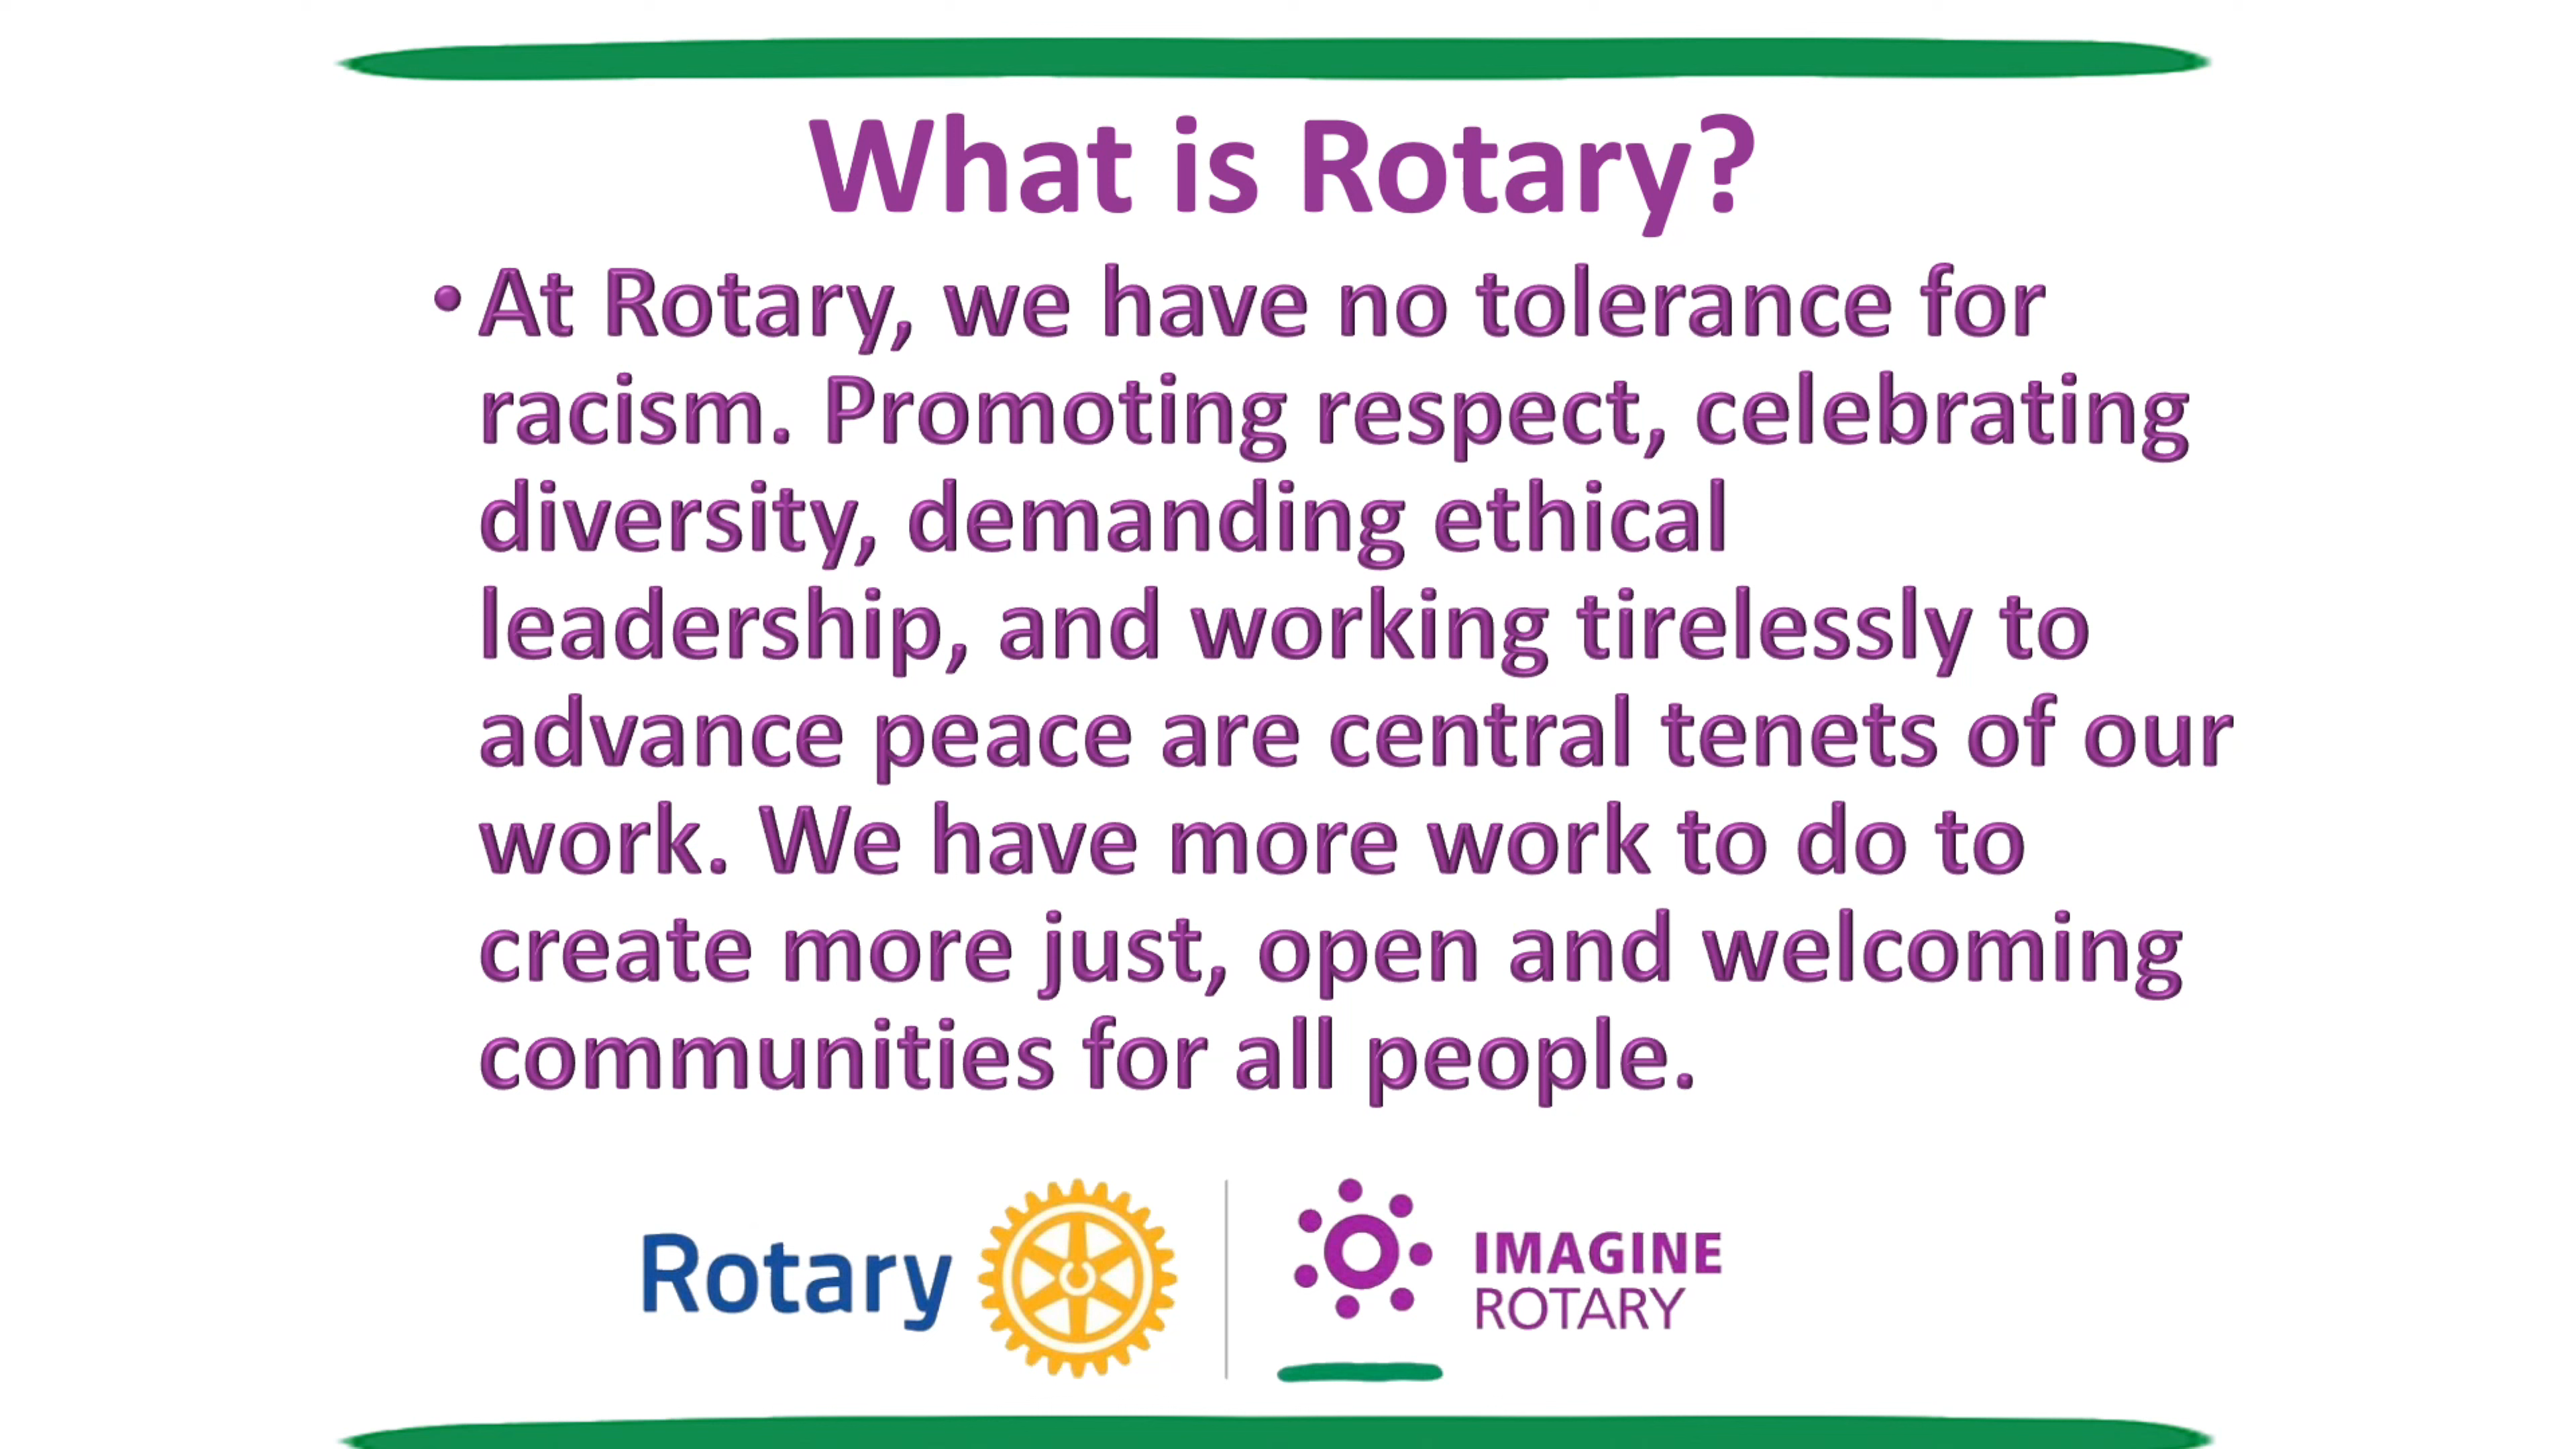 What is Rotary?
• At Rotary, we have no tolerance for
racism. Promoting respect, celebrating
diversity, demanding ethical
leadership, and working tirelessly to
advance peace are central tenets of our
work. We have more work to do to
create more just, open and welcoming
communities for all people.
Rotary
IMAGINE
ROTARY